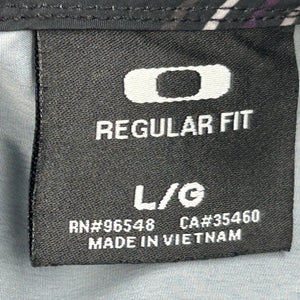 REGULAR FIT
L/G
RN#96548 CA#35460
MADE IN VIETNAM